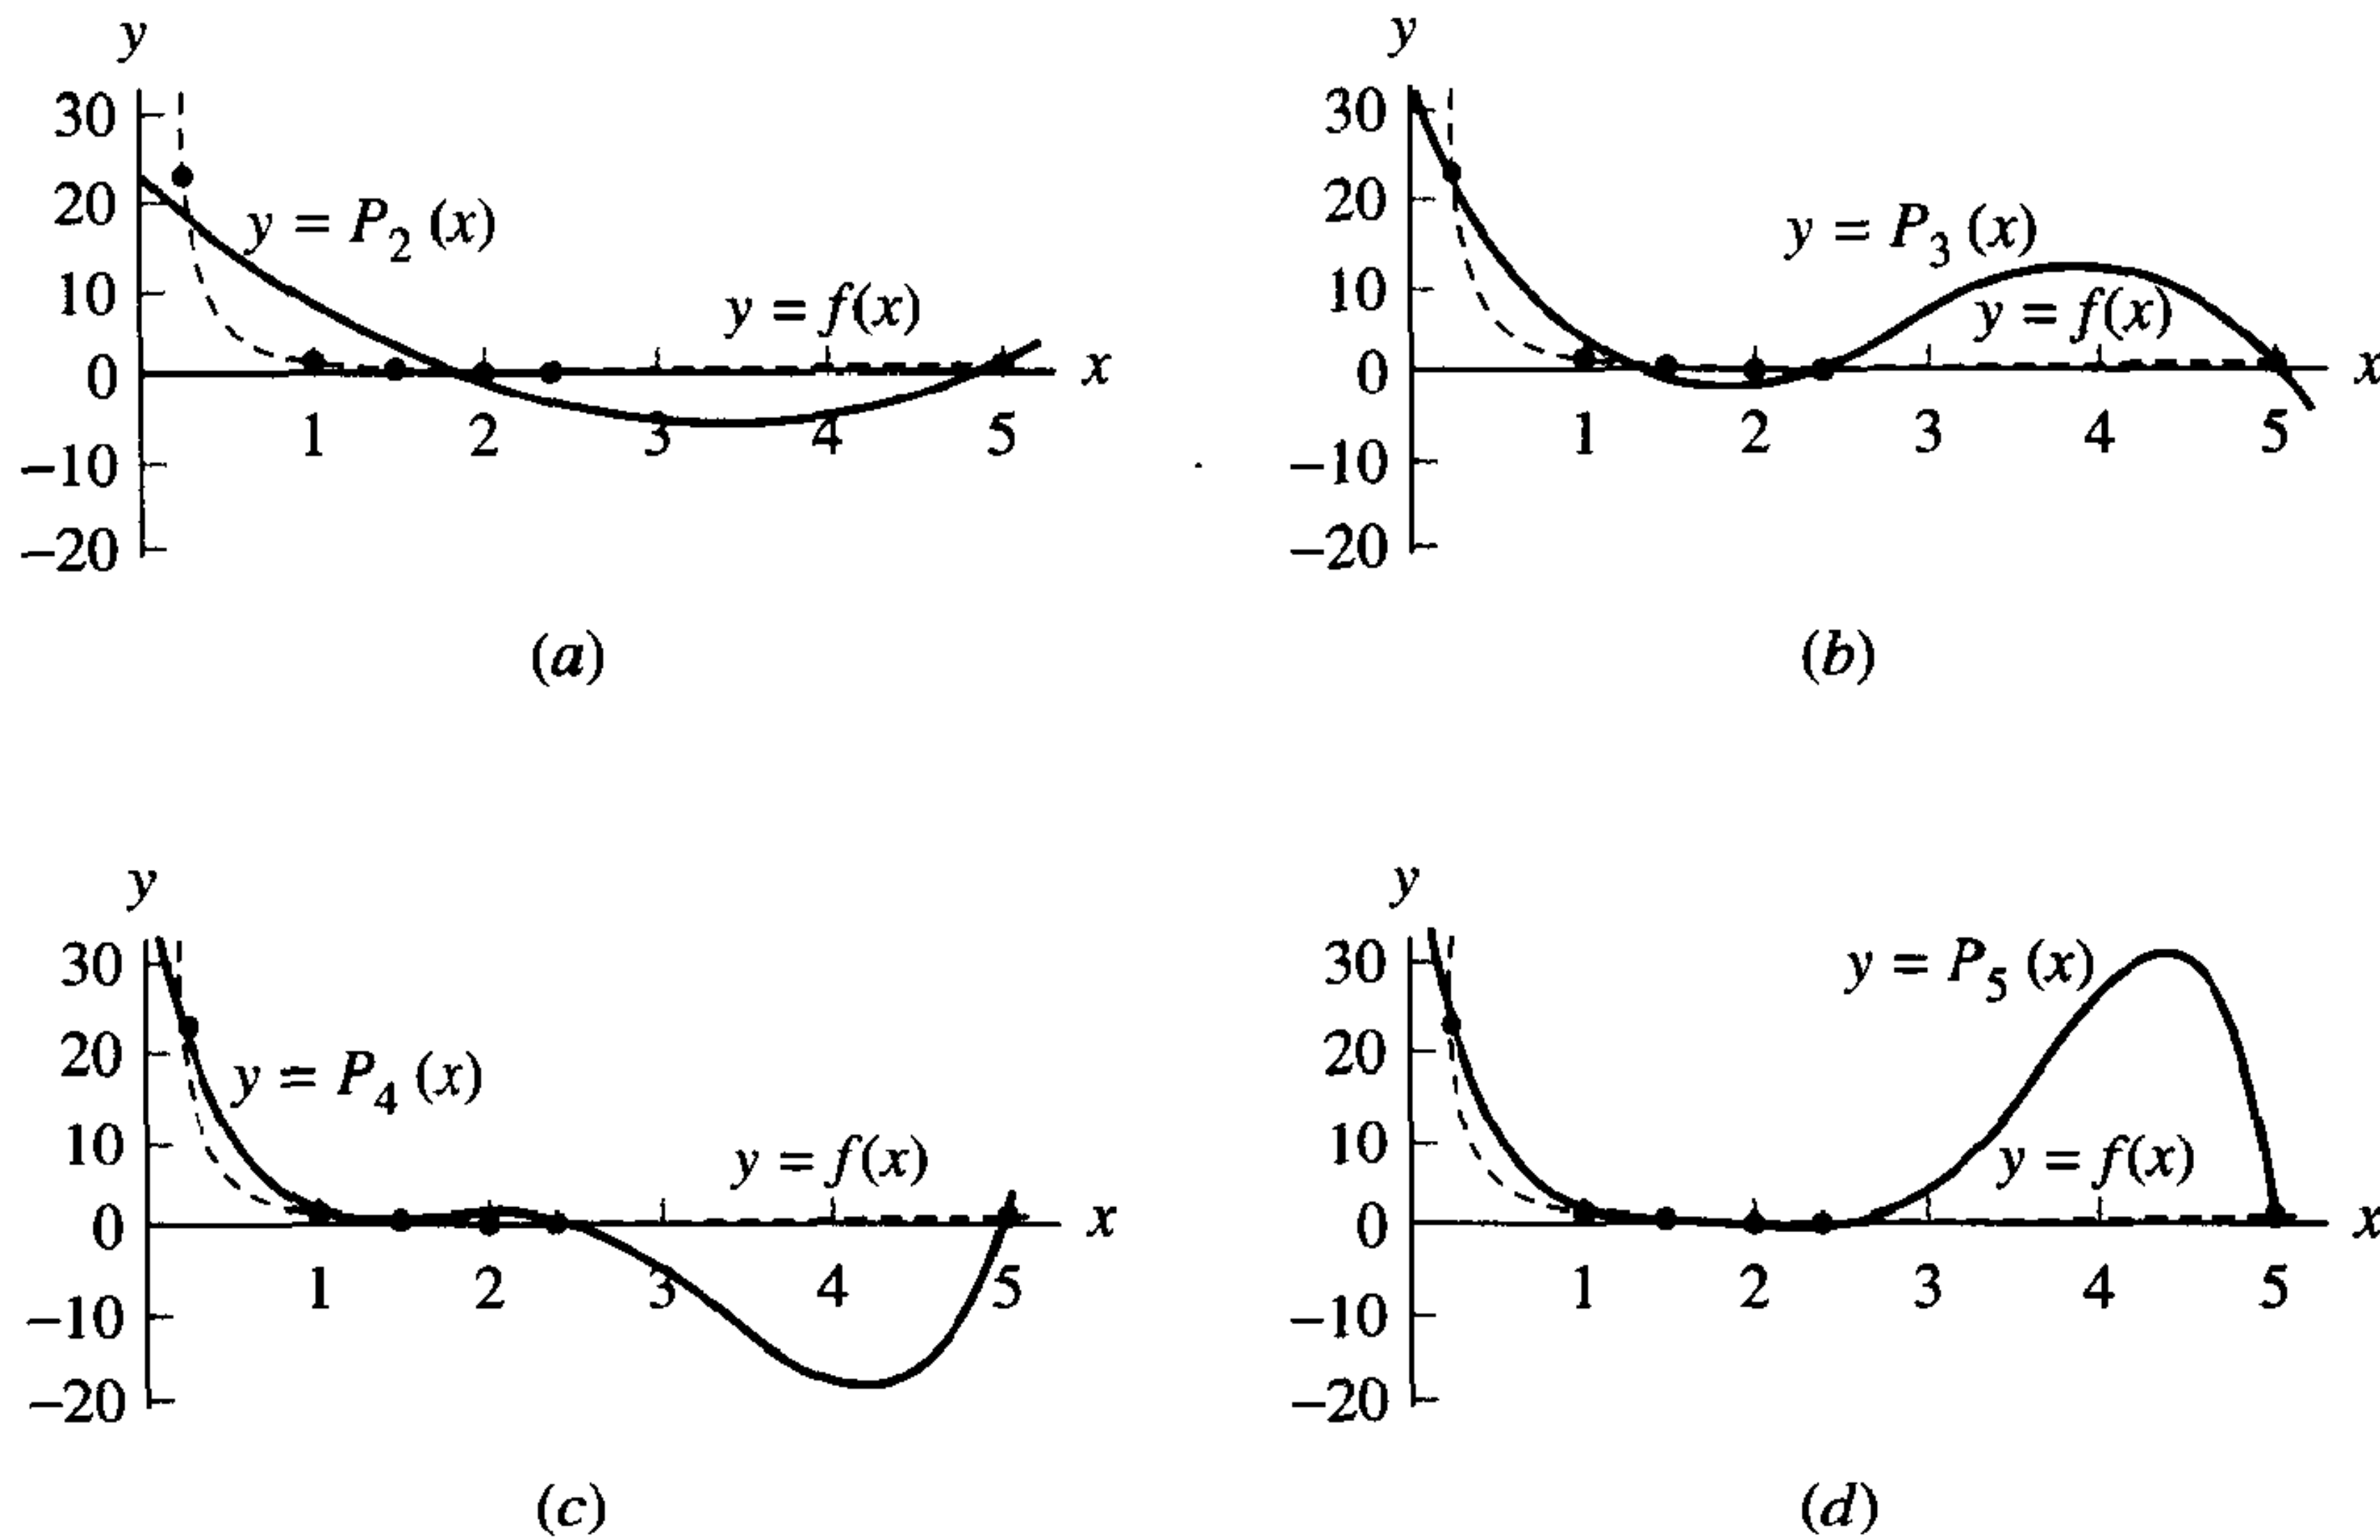 y
y
30
20
10
0
−10
−20
y = P₂ (x)
y = f(x)
x
1 2 3 4 5
(a)
30
20
10
0
−10
−20
y = P₃ (x)
y = f(x)
x
1 2 3 4 5
(b)
y
30
20
10
0
−10
−20
y = P₄ (x)
y = f(x)
x
1 2 3 4 5
(c)
y
30
20
10
0
−10
−20
y = P₅ (x)
y = f(x)
x
1 2 3 4 5
(d)